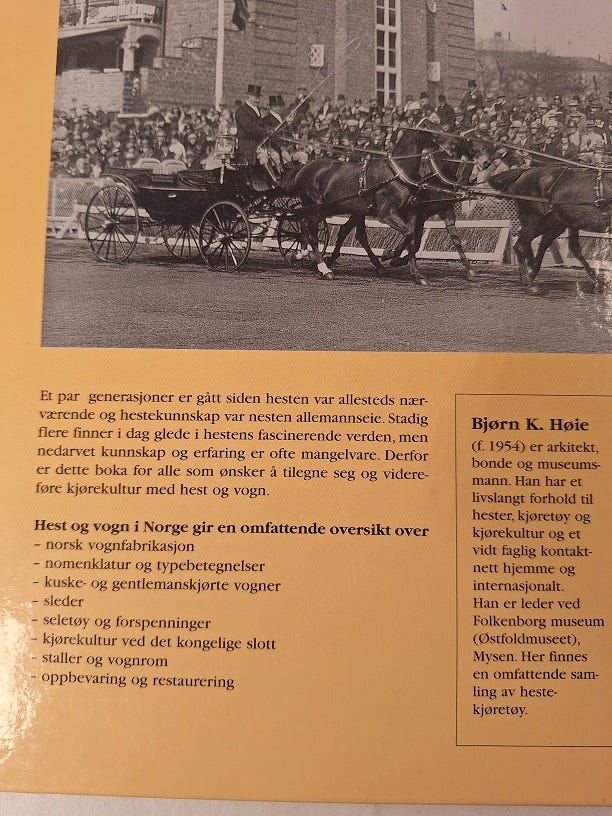 Et par generasjoner er gått siden hesten var allesteds nær-
værende og hestekunnskap var nesten allemannseie. Stadig
flere finner i dag glede i hestens fascinerende verden, men
nedarvet kunnskap og erfaring er ofte mangelvare. Derfor
er dette boka for alle som ønsker å tilegne seg og videre-
føre kjørekultur med hest og vogn.
Hest og vogn i Norge gir en omfattende oversikt over
– norsk vognfabrikasjon
– nomenklatur og typebetegnelser
– kuske- og gentlemanskjørte vogner
– sleder
– seletøy og forspenninger
– kjørekultur ved det kongelige slott
– staller og vognrom
– oppbevaring og restaurering
Bjørn K. Høie
(f. 1954) er arkitekt,
bonde og museums-
mann. Han har et
livslangt forhold til
hester, kjøretøy og
kjørekultur og et
vidt faglig kontakt-
nett hjemme og
internasjonalt.
Han er leder ved
Folkenborg museum
(Østfoldmuseet),
Mysen. Her finnes
en omfattende sam-
ling av heste-
kjøretøy.